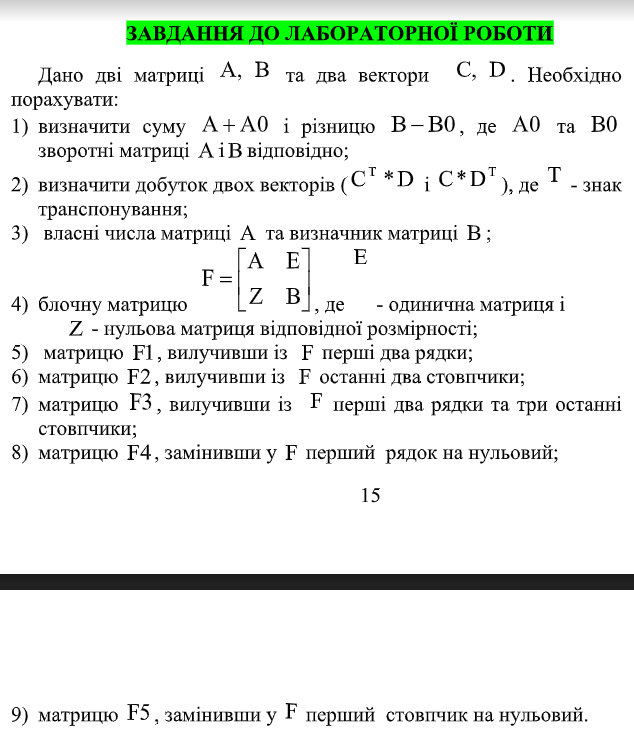 ЗАВДАННЯ ДО ЛАБОРАТОРНОЇ РОБОТИ
Дано дві матриці A, B та два вектори C, D. Необхідно
порахувати:
1) визначити суму A+A0 і різницю B−B0, де A0 та B0
зворотні матриці A і B відповідно;
2) визначити добуток двох векторів (C^T *D і C*D^T), де T - знак
транспонування;
3) власні числа матриці A та визначник матриці B;
4) блочну матрицю F=[A E
Z B], де E - одинична матриця і
Z - нульова матриця відповідної розмірності;
5) матрицю F1, вилучивши із F перші два рядки;
6) матрицю F2, вилучивши із F останні два стовпчики;
7) матрицю F3, вилучивши із F перші два рядки та три останні
стовпчики;
8) матрицю F4, замінивши у F перший рядок на нульовий;
15
9) матрицю F5, замінивши у F перший стовпчик на нульовий.